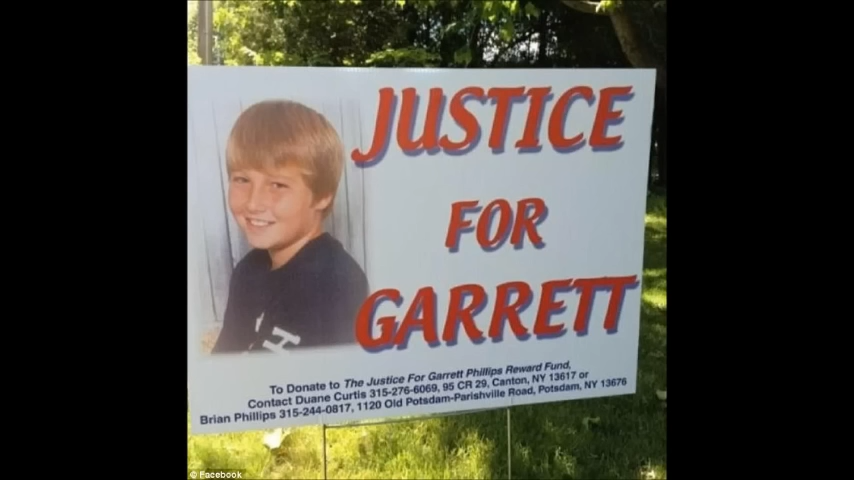 JUSTICE
FOR
GARRETT
H
To Donate to The Justice For Garrett Phillips Reward Fund,
Contact Duane Curtis 315-276-6069, 95 CR 29, Canton, NY 13617 or
Brian Phillips 315-244-0817, 1120 Old Potsdam-Parishville Road, Potsdam, NY 13676
© Facebook